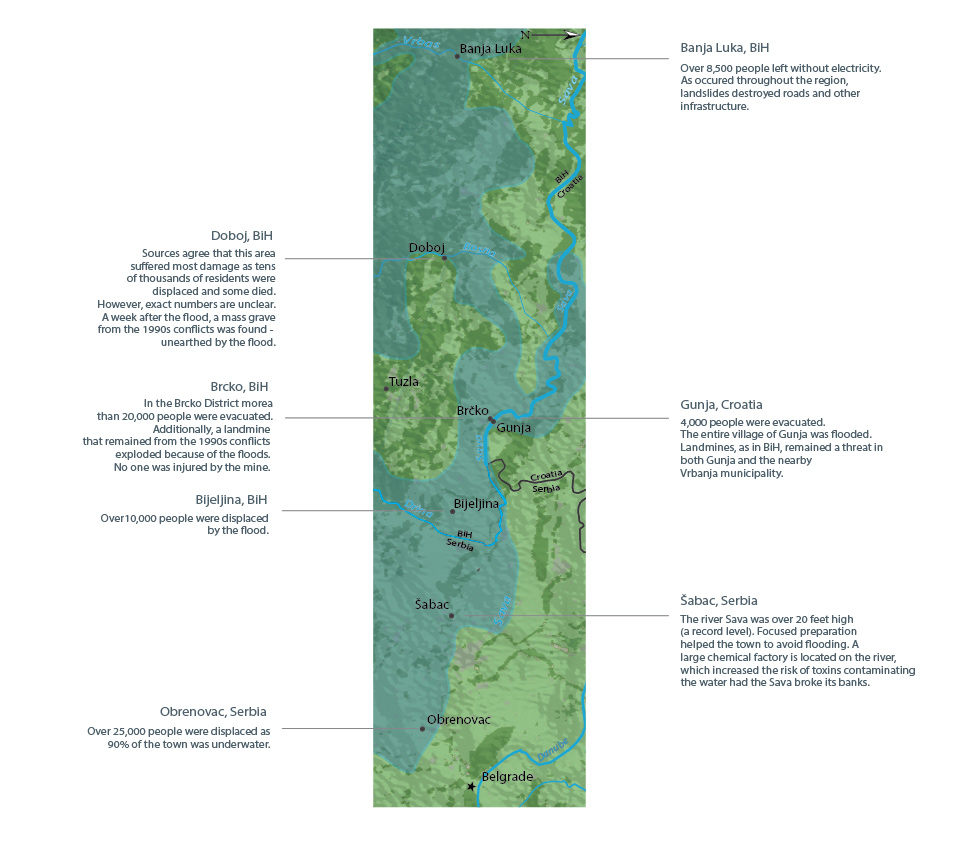 N
Vrbas
Banja Luka
Sava
BiH
Croatia
Doboj
Bosna
Sava
Tuzla
Brčko
Gunja
Sava
Croatia
Serbia
Bijeljina
Drina
BiH
Serbia
Šabac
Sava
Obrenovac
Danube
Belgrade
Banja Luka, BiH
Over 8,500 people left without electricity.
As occured throughout the region,
landslides destroyed roads and other
infrastructure.
Doboj, BiH
Sources agree that this area
suffered most damage as tens
of thousands of residents were
displaced and some died.
However, exact numbers are unclear.
A week after the flood, a mass grave
from the 1990s conflicts was found -
unearthed by the flood.
Brcko, BiH
In the Brcko District morea
than 20,000 people were evacuated.
Additionally, a landmine
that remained from the 1990s conflicts
exploded because of the floods.
No one was injured by the mine.
Gunja, Croatia
4,000 people were evacuated.
The entire village of Gunja was flooded.
Landmines, as in BiH, remained a threat in
both Gunja and the nearby
Vrbanja municipality.
Bijeljina, BiH
Over10,000 people were displaced
by the flood.
Šabac, Serbia
The river Sava was over 20 feet high
(a record level). Focused preparation
helped the town to avoid flooding. A
large chemical factory is located on the river,
which increased the risk of toxins contaminating
the water had the Sava broke its banks.
Obrenovac, Serbia
Over 25,000 people were displaced as
90% of the town was underwater.